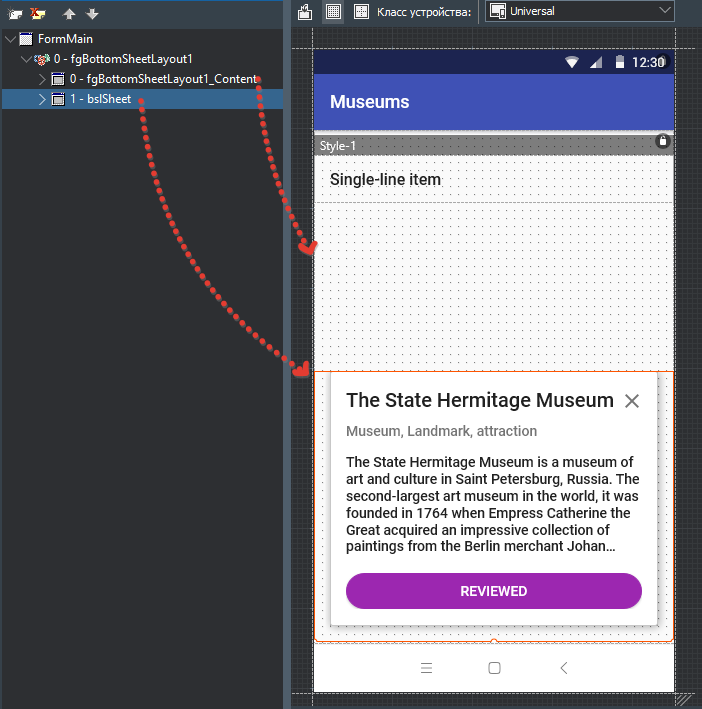 Класс устройства:
Universal
FormMain
0 - fgBottomSheetLayout1
0 - fgBottomSheetLayout1_Content
1 - bslSheet
12:30
Museums
Style-1
Single-line item
The State Hermitage Museum
Museum, Landmark, attraction
The State Hermitage Museum is a museum of
art and culture in Saint Petersburg, Russia. The
second-largest art museum in the world, it was
founded in 1764 when Empress Catherine the
Great acquired an impressive collection of
paintings from the Berlin merchant Johan...
REVIEWED